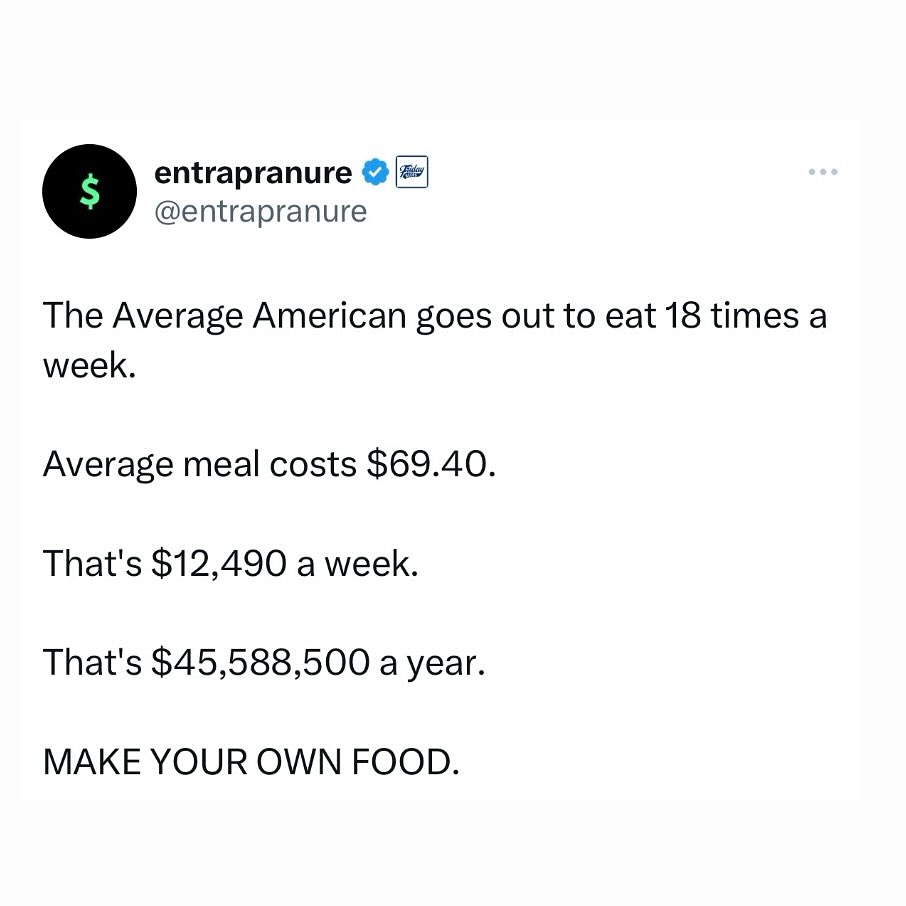 $
entrapranure
Friday
@entrapranure
The Average American goes out to eat 18 times a
week.
Average meal costs $69.40.
That's $12,490 a week.
That's $45,588,500 a year.
MAKE YOUR OWN FOOD.